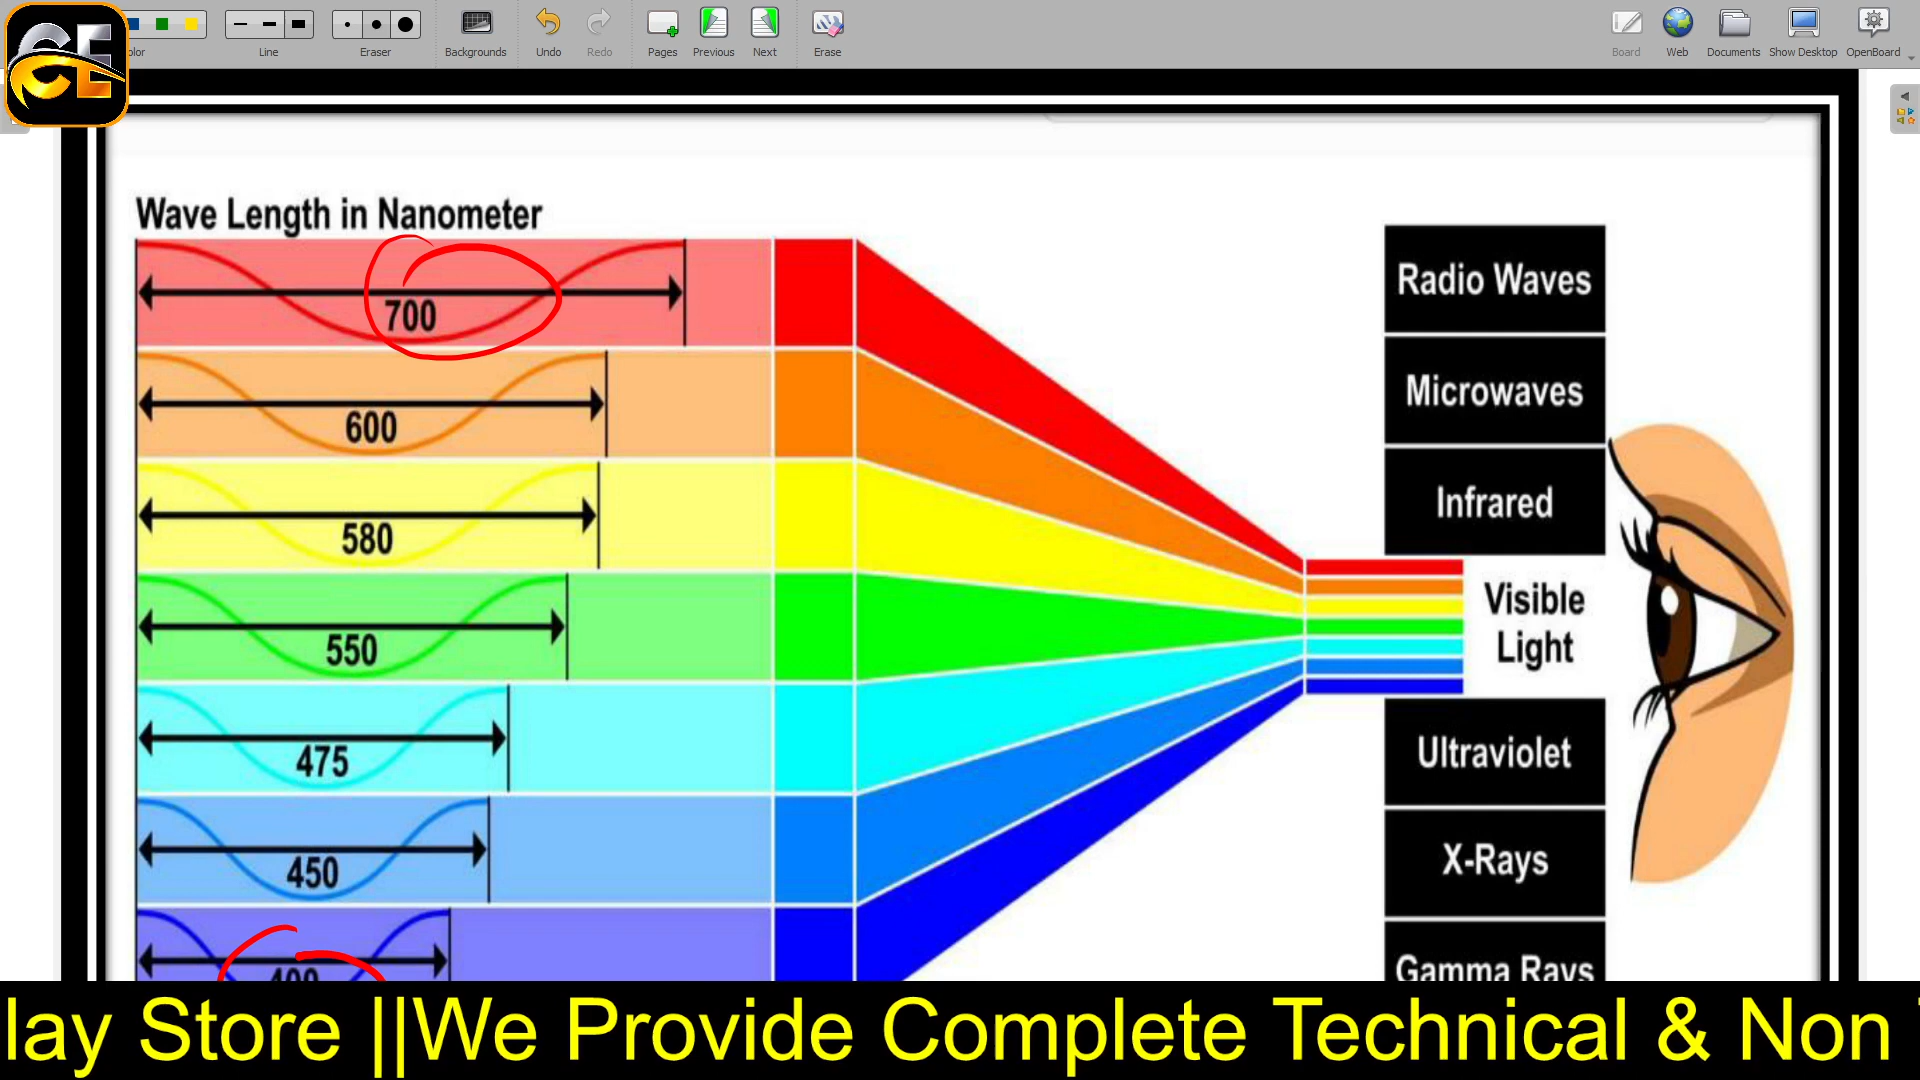 CE
olor
Line
Eraser
Backgrounds
Undo
Redo
Pages
Previous
Next
Erase
Board
Web
Documents
Show Desktop
OpenBoard
Wave Length in Nanometer
700
600
580
550
475
450
400
Radio Waves
Microwaves
Infrared
Visible
Light
Ultraviolet
X-Rays
Gamma Rays
lay Store ||We Provide Complete Technical & Non